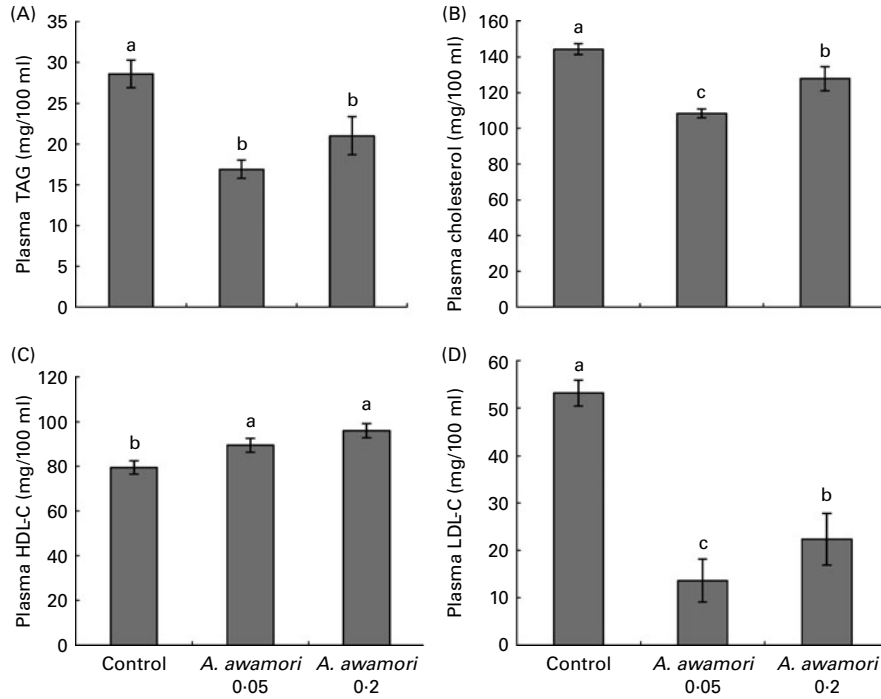 (A)
35
30
25
20
15
10
5
0
Plasma TAG (mg/100 ml)
a
b
b
(B)
160
140
120
100
80
60
40
20
0
Plasma cholesterol (mg/100 ml)
a
c
b
(C)
120
100
80
60
40
20
0
Plasma HDL-C (mg/100 ml)
b
a
a
Control
A. awamori
0·05
A. awamori
0·2
(D)
60
50
40
30
20
10
0
Plasma LDL-C (mg/100 ml)
a
c
b
Control
A. awamori
0·05
A. awamori
0·2